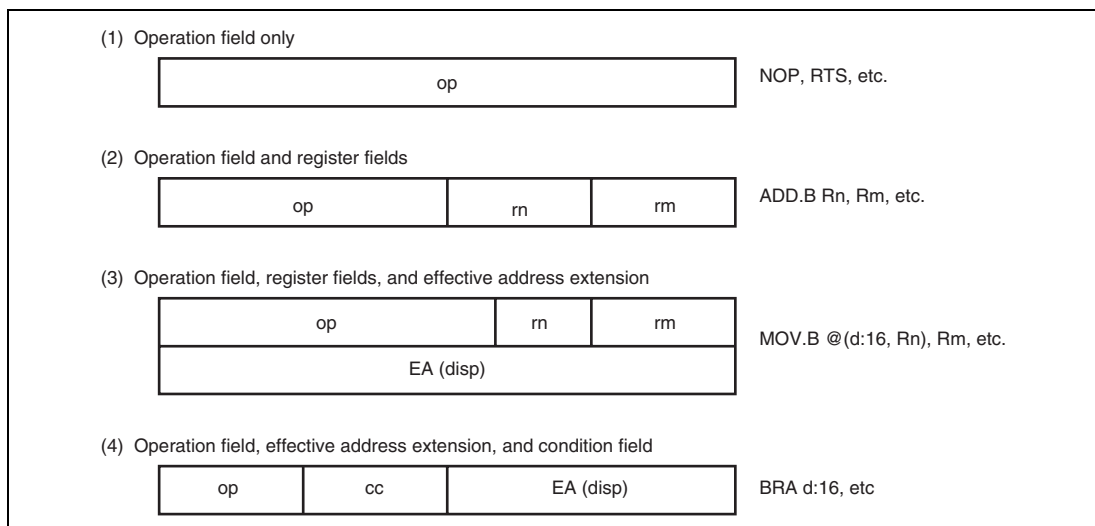 (1) Operation field only
op
NOP, RTS, etc.
(2) Operation field and register fields
op rn rm
ADD.B Rn, Rm, etc.
(3) Operation field, register fields, and effective address extension
op rn rm
EA (disp)
MOV.B @(d:16, Rn), Rm, etc.
(4) Operation field, effective address extension, and condition field
op cc EA (disp)
BRA d:16, etc